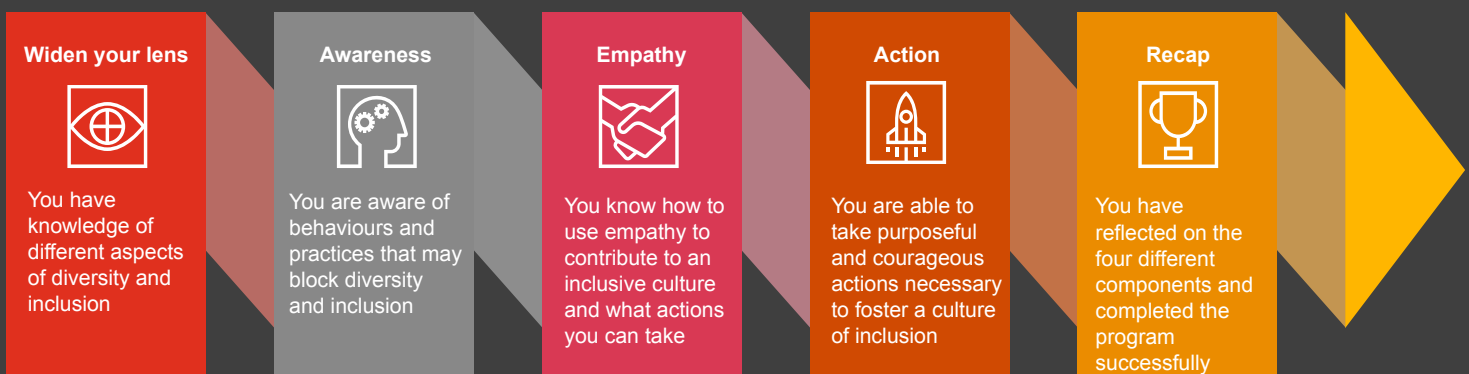 Widen your lens
You have
knowledge of
different aspects
of diversity and
inclusion
Awareness
You are aware of
behaviours and
practices that may
block diversity
and inclusion
Empathy
You know how to
use empathy to
contribute to an
inclusive culture
and what actions
you can take
Action
You are able to
take purposeful
and courageous
actions necessary
to foster a culture
of inclusion
Recap
You have
reflected on the
four different
components and
completed the
program
successfully